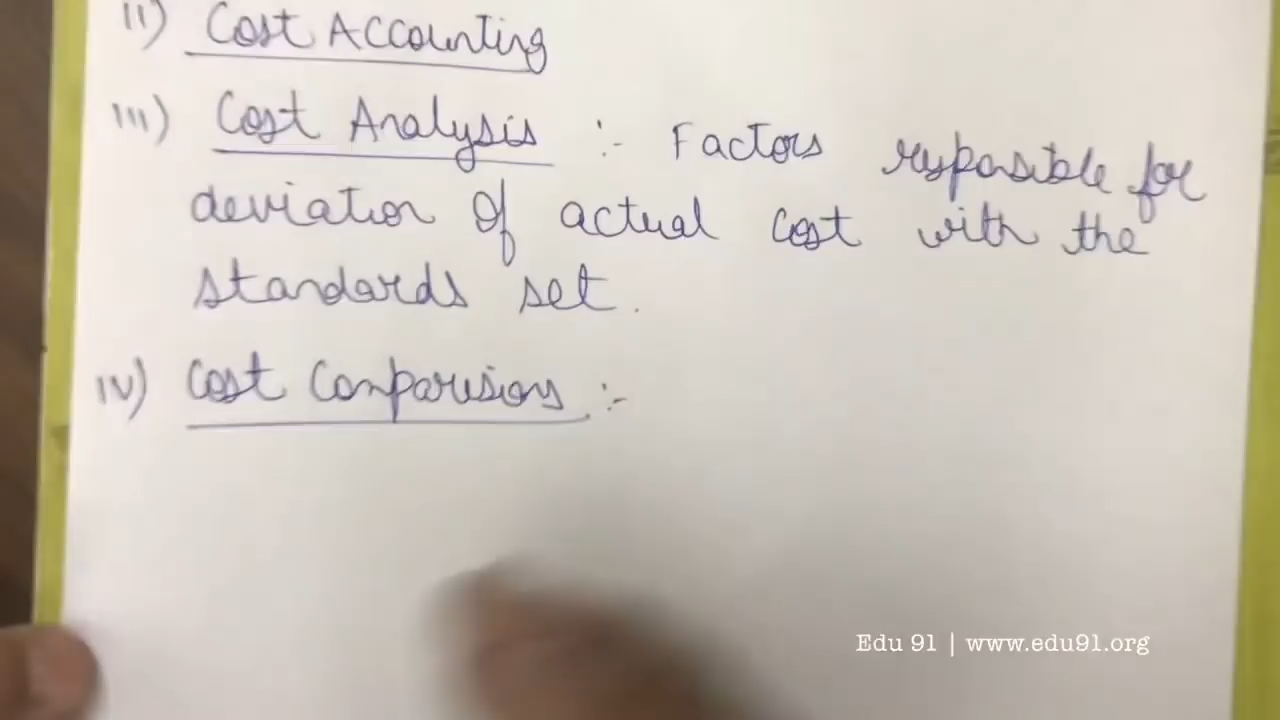 ii) Cost Accounting
iii) Cost Analysis :- Factors resposible for
deviation of actual cost with the
standards set.
iv) Cost Comparisions :-
Edu 91 | www.edu91.org